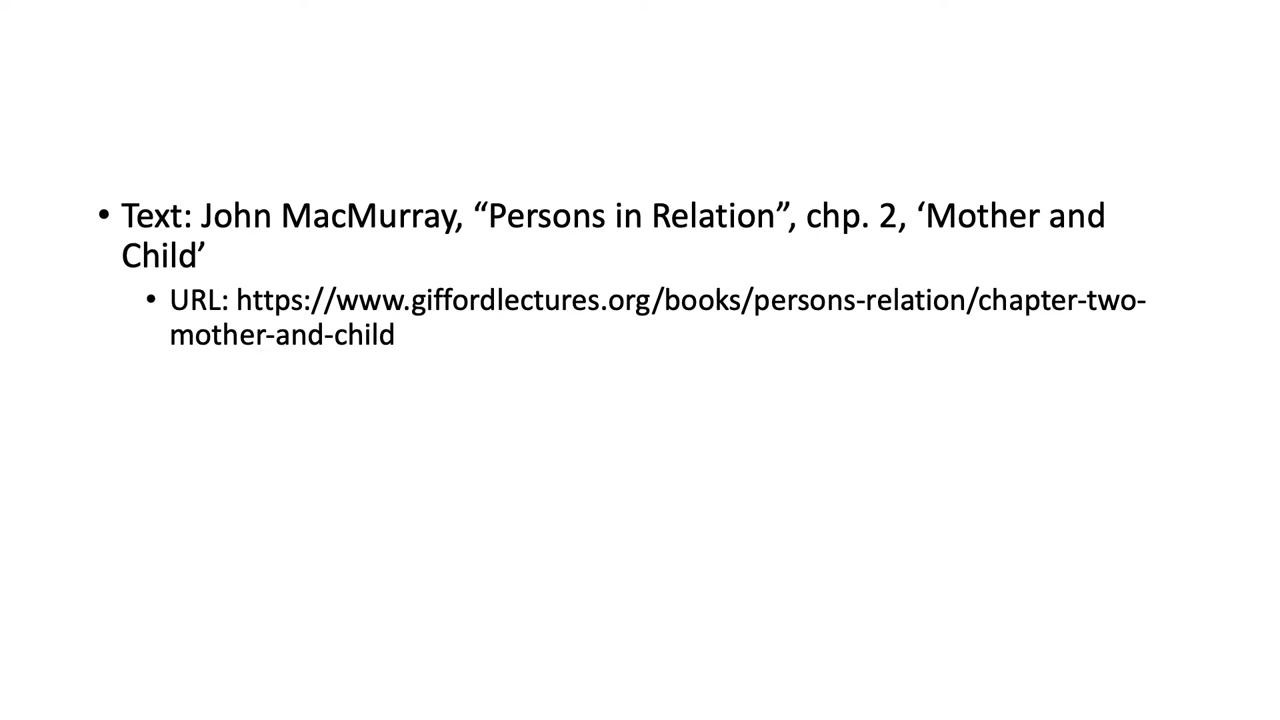 • Text: John MacMurray, “Persons in Relation”, chp. 2, ‘Mother and
Child’
• URL: https://www.giffordlectures.org/books/persons-relation/chapter-two-
mother-and-child